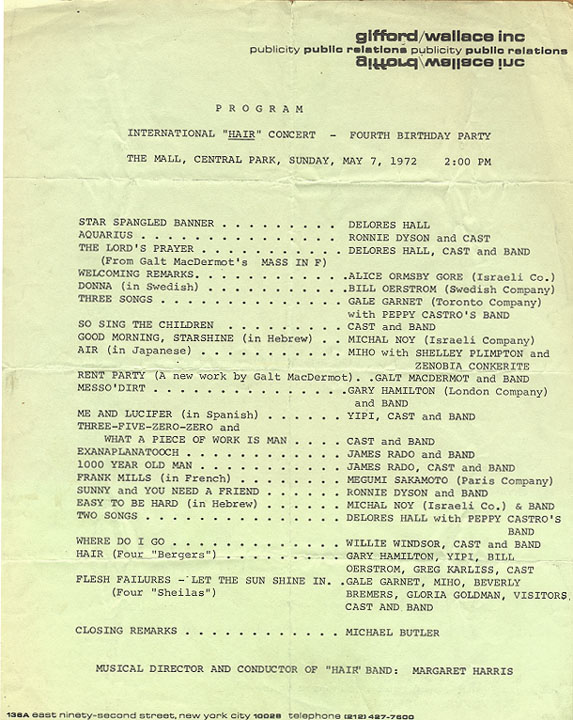 gifford/wallace inc
publicity public relations publicity public relations
gifford/wallace inc
P R O G R A M
INTERNATIONAL "HAIR" CONCERT - FOURTH BIRTHDAY PARTY
THE MALL, CENTRAL PARK, SUNDAY, MAY 7, 1972 2:00 PM
STAR SPANGLED BANNER . . . . . . . . . DELORES HALL
AQUARIUS . . . . . . . . . . . . . . . RONNIE DYSON and CAST
THE LORD'S PRAYER . . . . . . . . . . . DELORES HALL, CAST and BAND
(From Galt MacDermot's MASS IN F)
WELCOMING REMARKS. . . . . . . . . . . .ALICE ORMSBY GORE (Israeli Co.)
DONNA (in Swedish) . . . . . . . . . . .BILL OERSTROM (Swedish Company)
THREE SONGS . . . . . . . . . . . . . . GALE GARNET (Toronto Company)
with PEPPY CASTRO'S BAND
SO SING THE CHILDREN . . . . . . . . . CAST and BAND
GOOD MORNING, STARSHINE (in Hebrew) . . MICHAL NOY (Israeli Company)
AIR (in Japanese) . . . . . . . . . . . MIHO with SHELLEY PLIMPTON and
ZENOBIA CONKERITE
RENT PARTY (A new work by Galt MacDermot). . .GALT MACDERMOT and BAND
MESSO'DIRT . . . . . . . . . . . . . . .GARY HAMILTON (London Company)
and BAND
ME AND LUCIFER (in Spanish) . . . . . . YIPI, CAST and BAND
THREE-FIVE-ZERO-ZERO and
WHAT A PIECE OF WORK IS MAN . . . . CAST and BAND
EXANAPLANATOOCH . . . . . . . . . . . . JAMES RADO and BAND
1000 YEAR OLD MAN . . . . . . . . . . . JAMES RADO, CAST and BAND
FRANK MILLS (in French) . . . . . . . . MEGUMI SAKAMOTO (Paris Company)
SUNNY and YOU NEED A FRIEND . . . . . . RONNIE DYSON and BAND
EASY TO BE HARD (in Hebrew) . . . . . . MICHAL NOY (Israeli Co.) & BAND
TWO SONGS . . . . . . . . . . . . . . . DELORES HALL with PEPPY CASTRO'S
BAND
WHERE DO I GO . . . . . . . . . . . . . WILLIE WINDSOR, CAST and BAND
HAIR (Four "Bergers") . . . . . . . . . GARY HAMILTON, YIPI, BILL
OERSTROM, GREG KARLISS, CAST
FLESH FAILURES - LET THE SUN SHINE IN. . .GALE GARNET, MIHO, BEVERLY
(Four "Sheilas") BREMERS, GLORIA GOLDMAN, VISITORS,
CAST AND BAND
CLOSING REMARKS . . . . . . . . . . . . MICHAEL BUTLER
MUSICAL DIRECTOR AND CONDUCTOR OF "HAIR" BAND: MARGARET HARRIS
136A east ninety-second street, new york city 10028 telephone (212) 427-7600